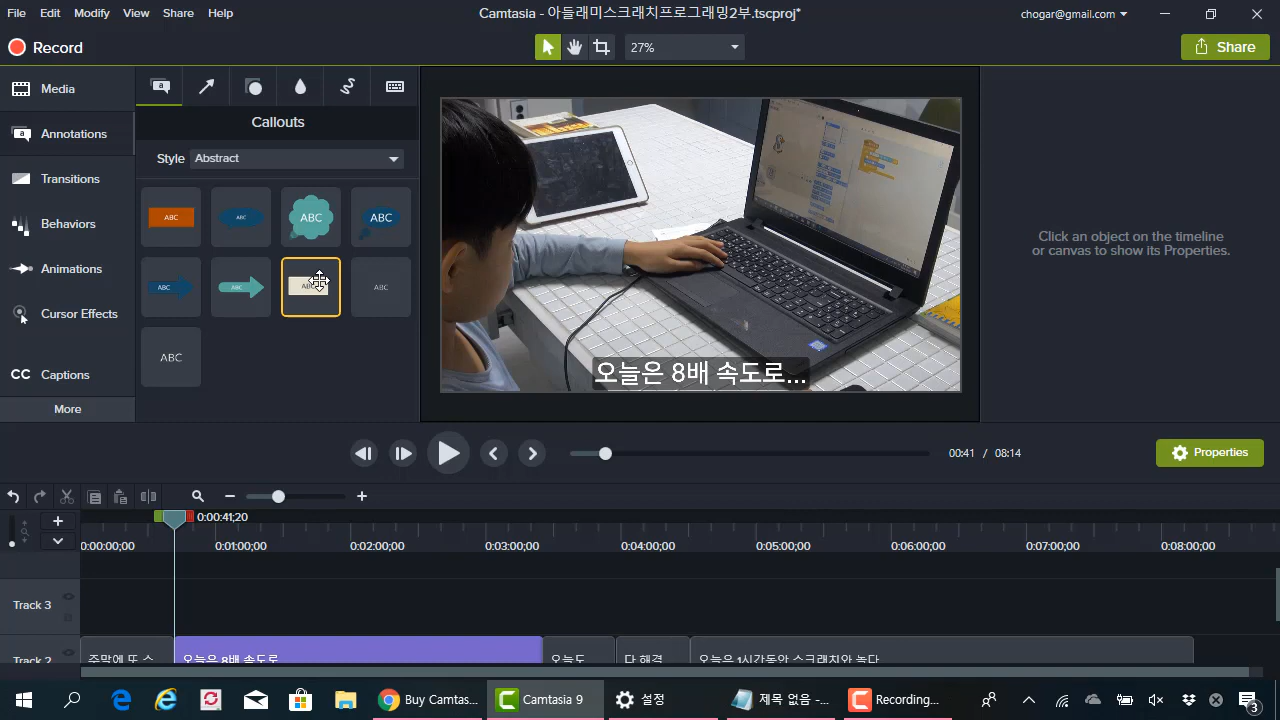 File Edit Modify View Share Help
Camtasia - 아들래미스크래치프로그래밍2부.tscproj*
chogar@gmail.com
Record
27%
Share
Media
Annotations
Transitions
Behaviors
Animations
Cursor Effects
CC Captions
More
Callouts
Style Abstract
ABC ABC ABC ABC
ABC ABC ABC ABC
ABC
오늘은 8배 속도로...
Click an object on the timeline
or canvas to show its Properties.
00:41 / 08:14
Properties
0:00:41;20
0:00:00;00 0:01:00;00 0:02:00;00 0:03:00;00 0:04:00;00 0:05:00;00 0:06:00;00 0:07:00;00 0:08:00;00
Track 3
Track 2
주말에 또 스 오늘은 8배 속도로 오늘도 다 해결 오늘은 1시간동안 스크래치와 놀다
Buy Camtas... Camtasia 9 설정 제목 없음 -... Recording... 3